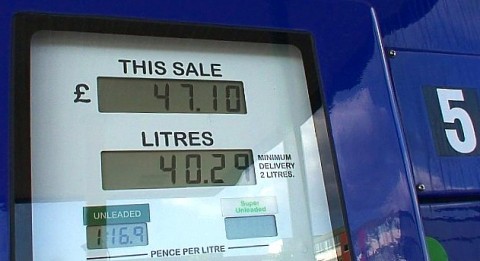 THIS SALE
£ 47.10
LITRES
40.29
MINIMUM
DELIVERY
2 LITRES.
UNLEADED
116.9
Super
Unleaded
PENCE PER LITRE
5